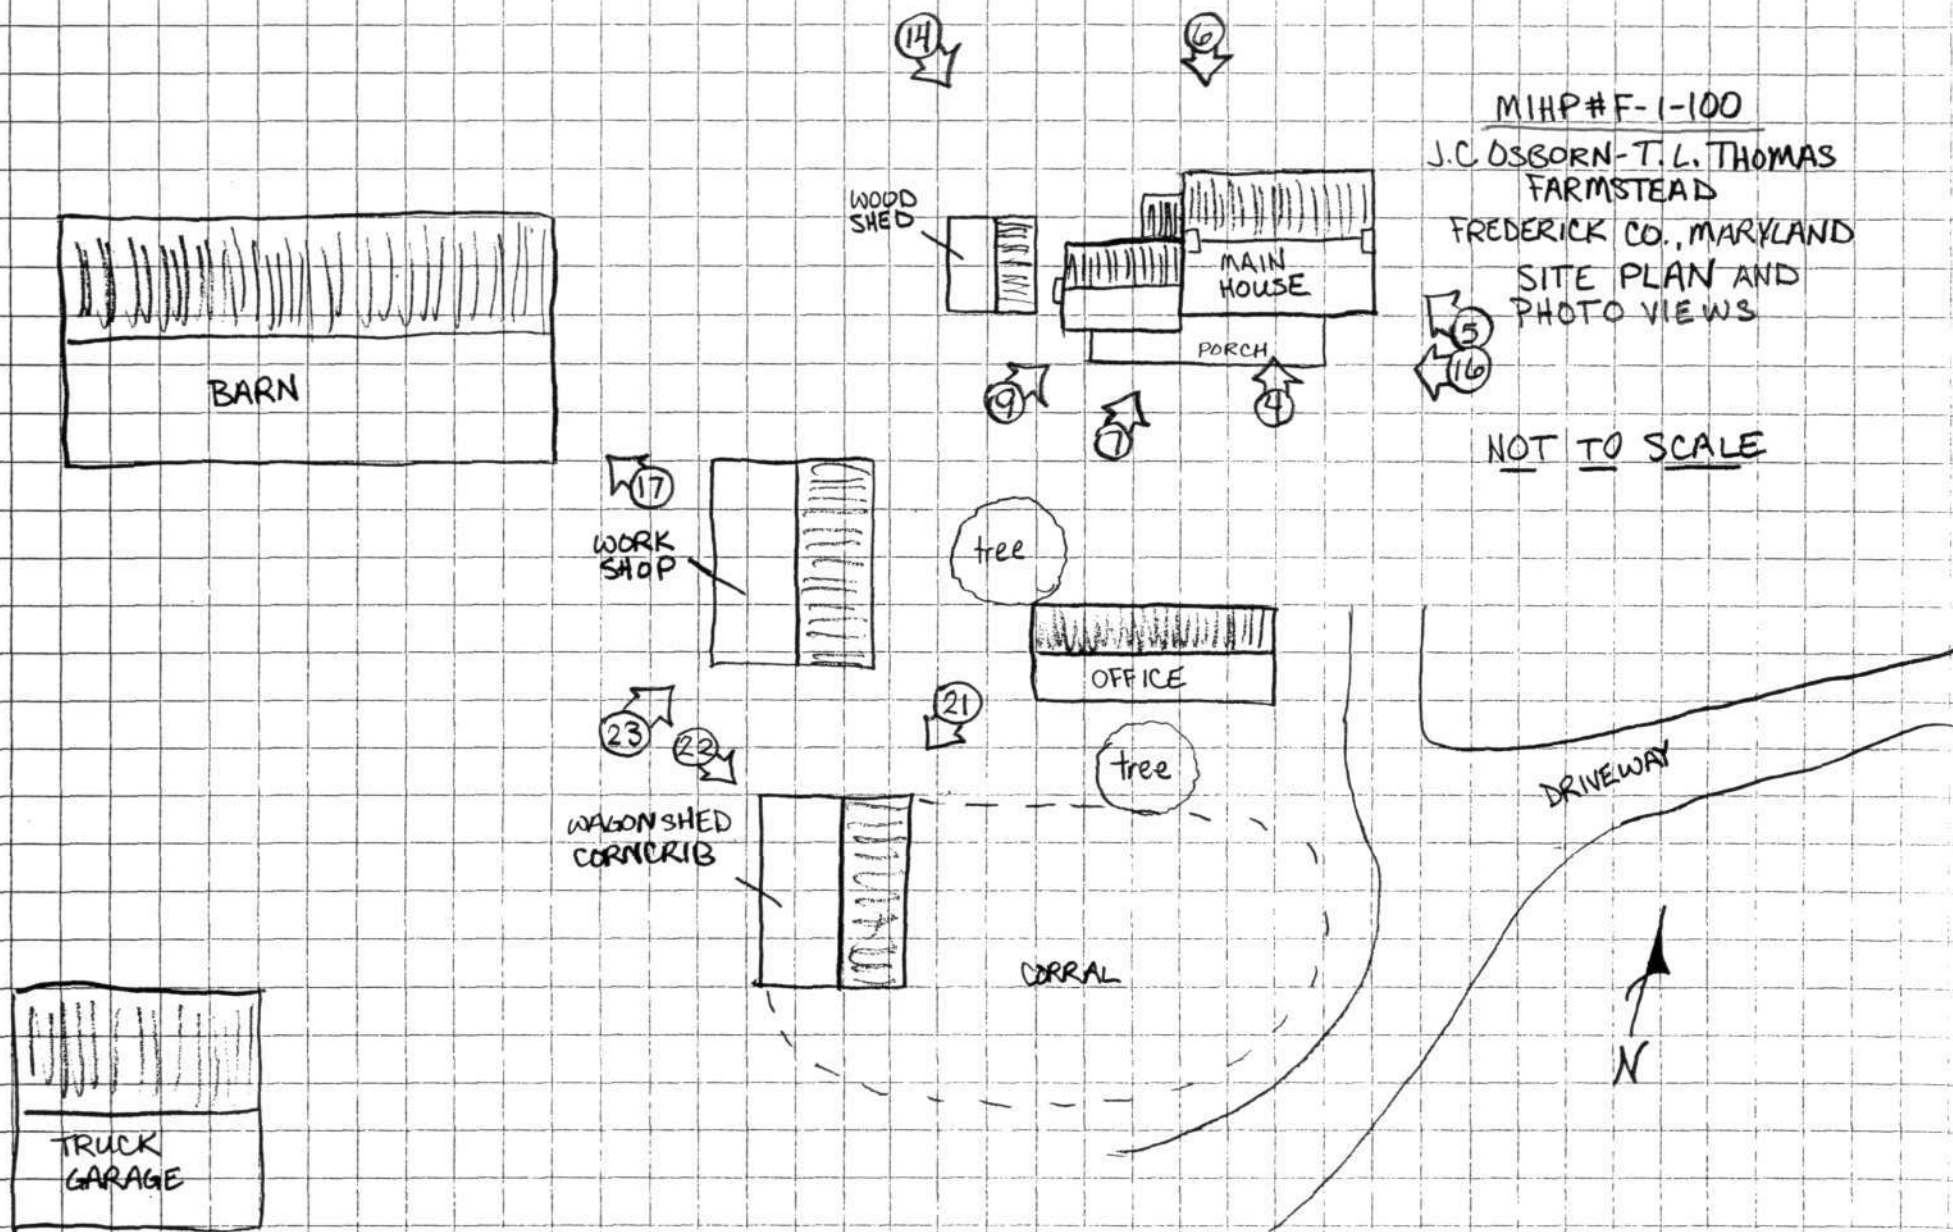 14
6
MIHP#F-1-100
J.C OSBORN-T.L. THOMAS
FARMSTEAD
FREDERICK CO., MARYLAND
SITE PLAN AND
PHOTO VIEWS
NOT TO SCALE
WOOD
SHED
MAIN
HOUSE
PORCH
5
16
9
7
4
BARN
17
WORK
SHOP
tree
OFFICE
21
23
22
tree
DRIVEWAY
WAGONSHED
CORNCRIB
CORRAL
N
TRUCK
GARAGE